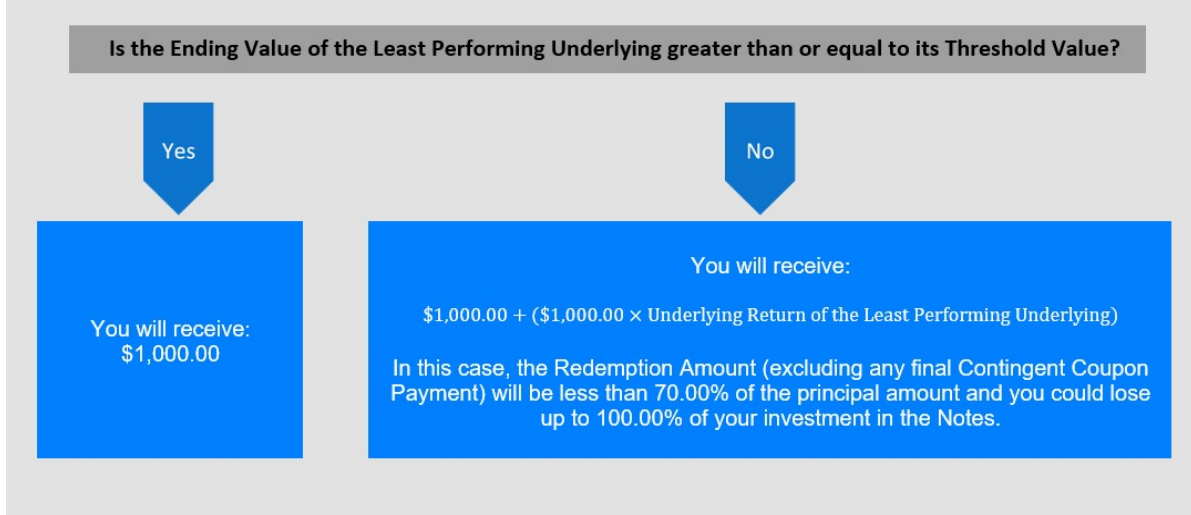 Is the Ending Value of the Least Performing Underlying greater than or equal to its Threshold Value?
Yes
No
You will receive:
$1,000.00
You will receive:
$1,000.00 + ($1,000.00 × Underlying Return of the Least Performing Underlying)
In this case, the Redemption Amount (excluding any final Contingent Coupon
Payment) will be less than 70.00% of the principal amount and you could lose
up to 100.00% of your investment in the Notes.